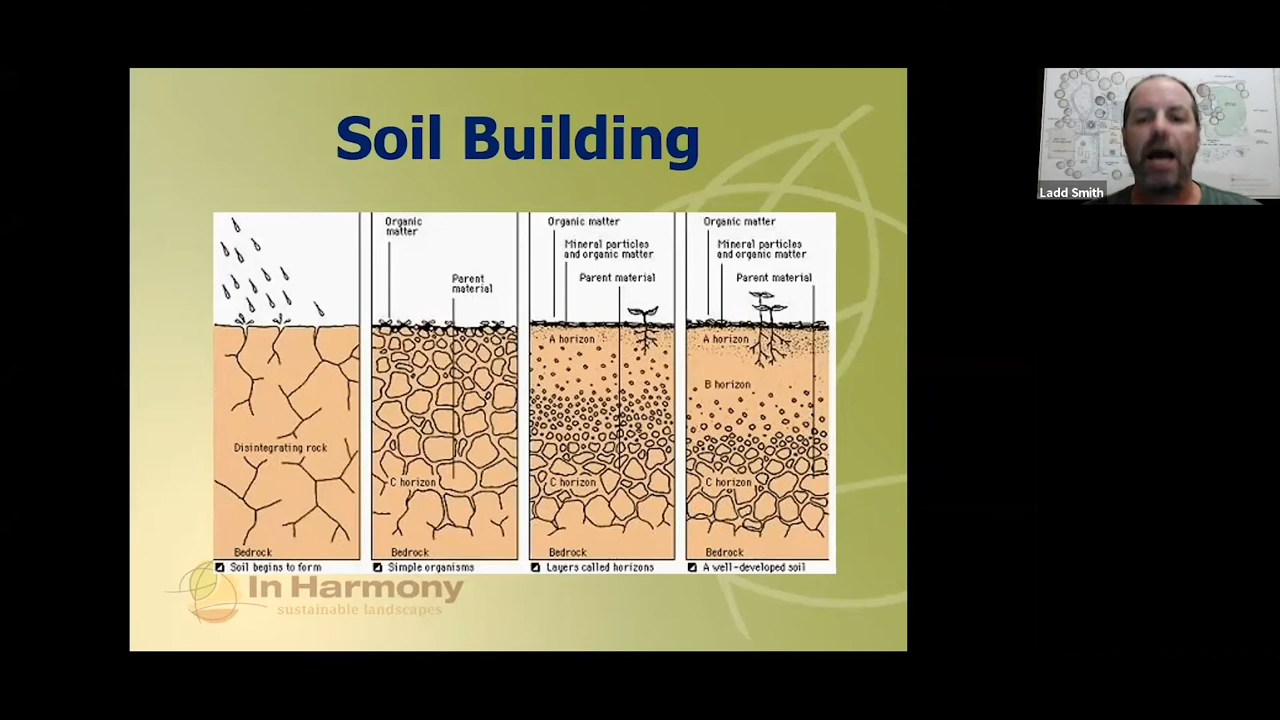 Soil Building
Ladd Smith
Organic
matter
Parent
material
Disintegrating rock
C horizon
Bedrock
Bedrock
Soil begins to form
Simple organisms
Organic matter
Mineral particles
and organic matter
Parent material
A horizon
C horizon
Bedrock
Layers called horizons
Organic matter
Mineral particles
and organic matter
Parent material
A horizon
B horizon
C horizon
Bedrock
A well-developed soil
In Harmony
sustainable landscapes